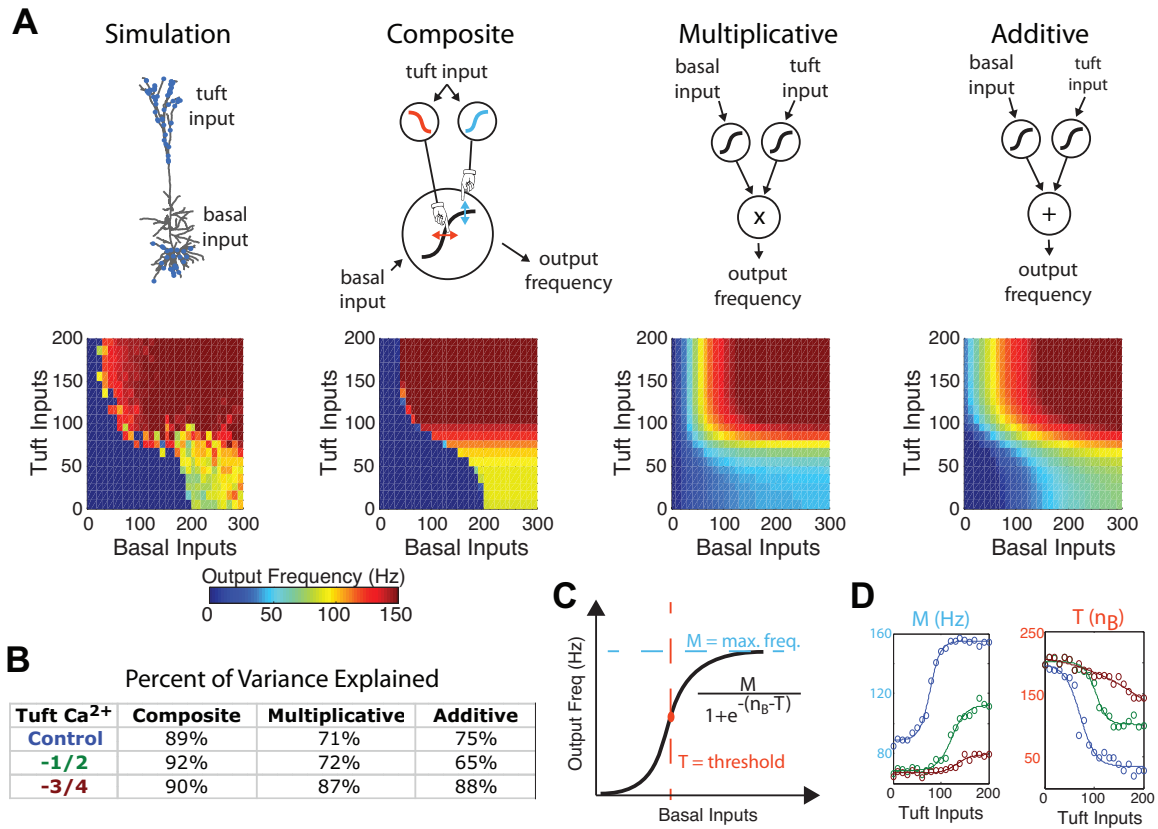 A
Simulation
tuft
input
basal
input
Composite
tuft input
basal
input
output
frequency
Multiplicative
basal
input
tuft
input
x
output
frequency
Additive
basal
input
tuft
input
+
output
frequency
Tuft Inputs
200
150
100
50
0
0 100 200 300
Basal Inputs
Tuft Inputs
200
150
100
50
0
0 100 200 300
Basal Inputs
Tuft Inputs
200
150
100
50
0
0 100 200 300
Basal Inputs
Tuft Inputs
200
150
100
50
0
0 100 200 300
Basal Inputs
Output Frequency (Hz)
0 50 100 150
B
Percent of Variance Explained
Tuft Ca2+ Composite Multiplicative Additive
Control 89% 71% 75%
-1/2 92% 72% 65%
-3/4 90% 87% 88%
C
Output Freq (Hz)
M = max. freq.
M
1+e-(nB-T)
T = threshold
Basal Inputs
D
M (Hz)
160
120
80
0 100 200
Tuft Inputs
T (nB)
250
150
50
0 100 200
Tuft Inputs